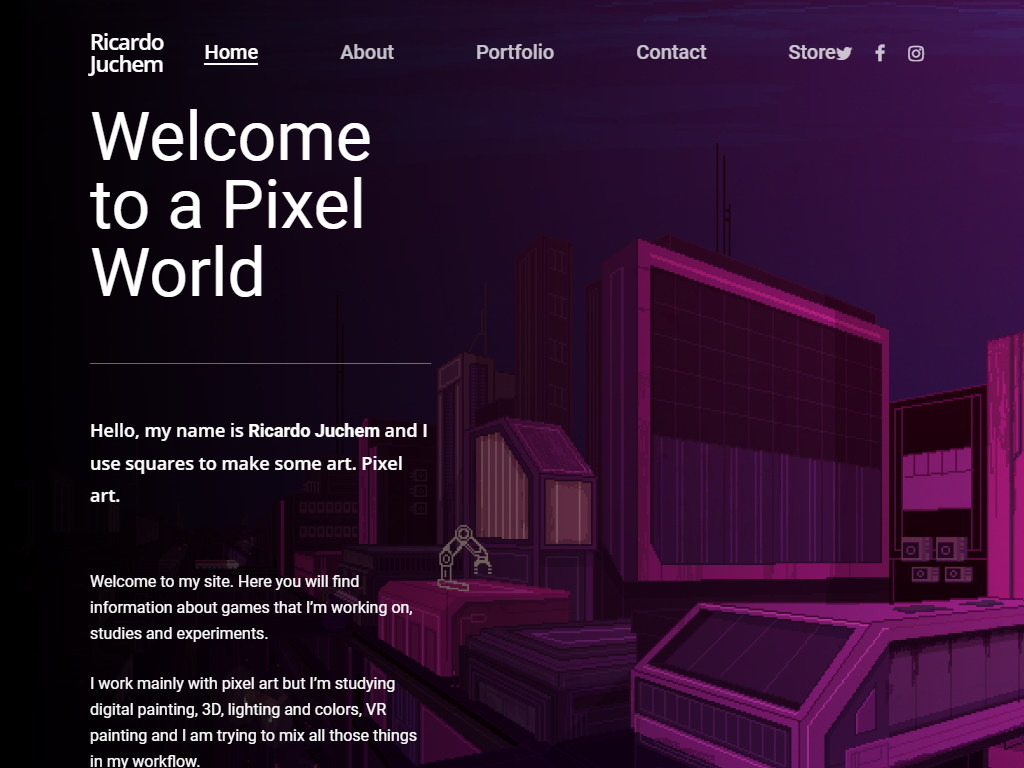 Ricardo
Juchem
Home About Portfolio Contact Store
Welcome
to a Pixel
World
Hello, my name is Ricardo Juchem and I
use squares to make some art. Pixel
art.
Welcome to my site. Here you will find
information about games that I’m working on,
studies and experiments.
I work mainly with pixel art but I’m studying
digital painting, 3D, lighting and colors, VR
painting and I am trying to mix all those things
in my workflow.